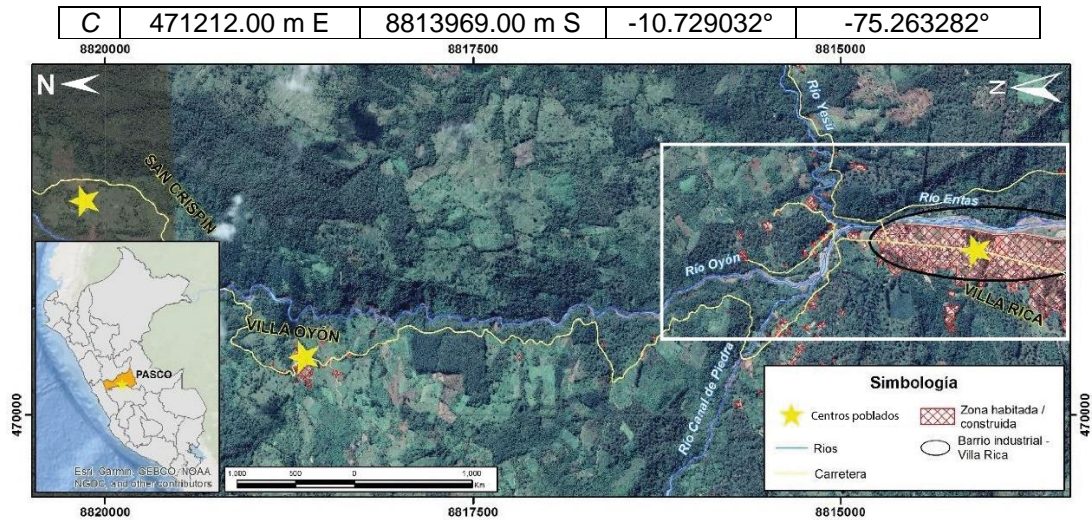 C 471212.00 m E 8813969.00 m S -10.729032° -75.263282°
8820000 8817500 8815000
N
N
Río Yesú
SAN CRISPIN
Río Entas
Río Oyón
VILLA RICA
VILLA OYÓN
PASCO
Río Canal de Piedra
470000
470000
Simbología
Centros poblados
Zona habitada /
construida
Rios
Barrio industrial -
Villa Rica
Carretera
Esri, Garmin, GEBCO, NOAA
NGDC, and other contributors
1,000 500 0 1,000
Km
8820000 8817500 8815000